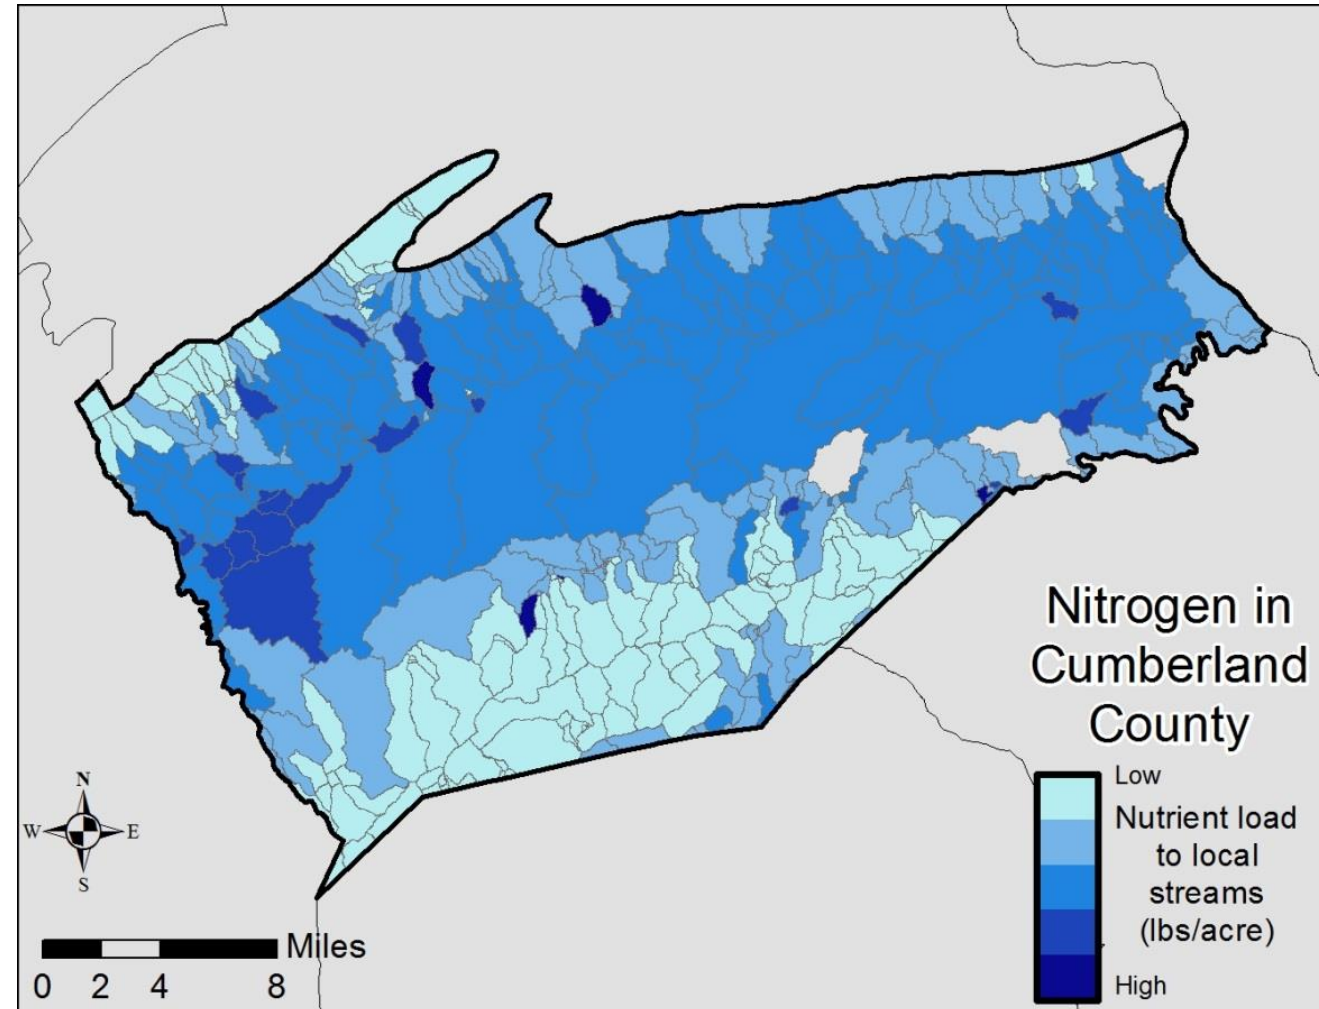 Nitrogen in
Cumberland
County
Low
Nutrient load
to local
streams
(lbs/acre)
High
N
W E
S
Miles
0 2 4 8